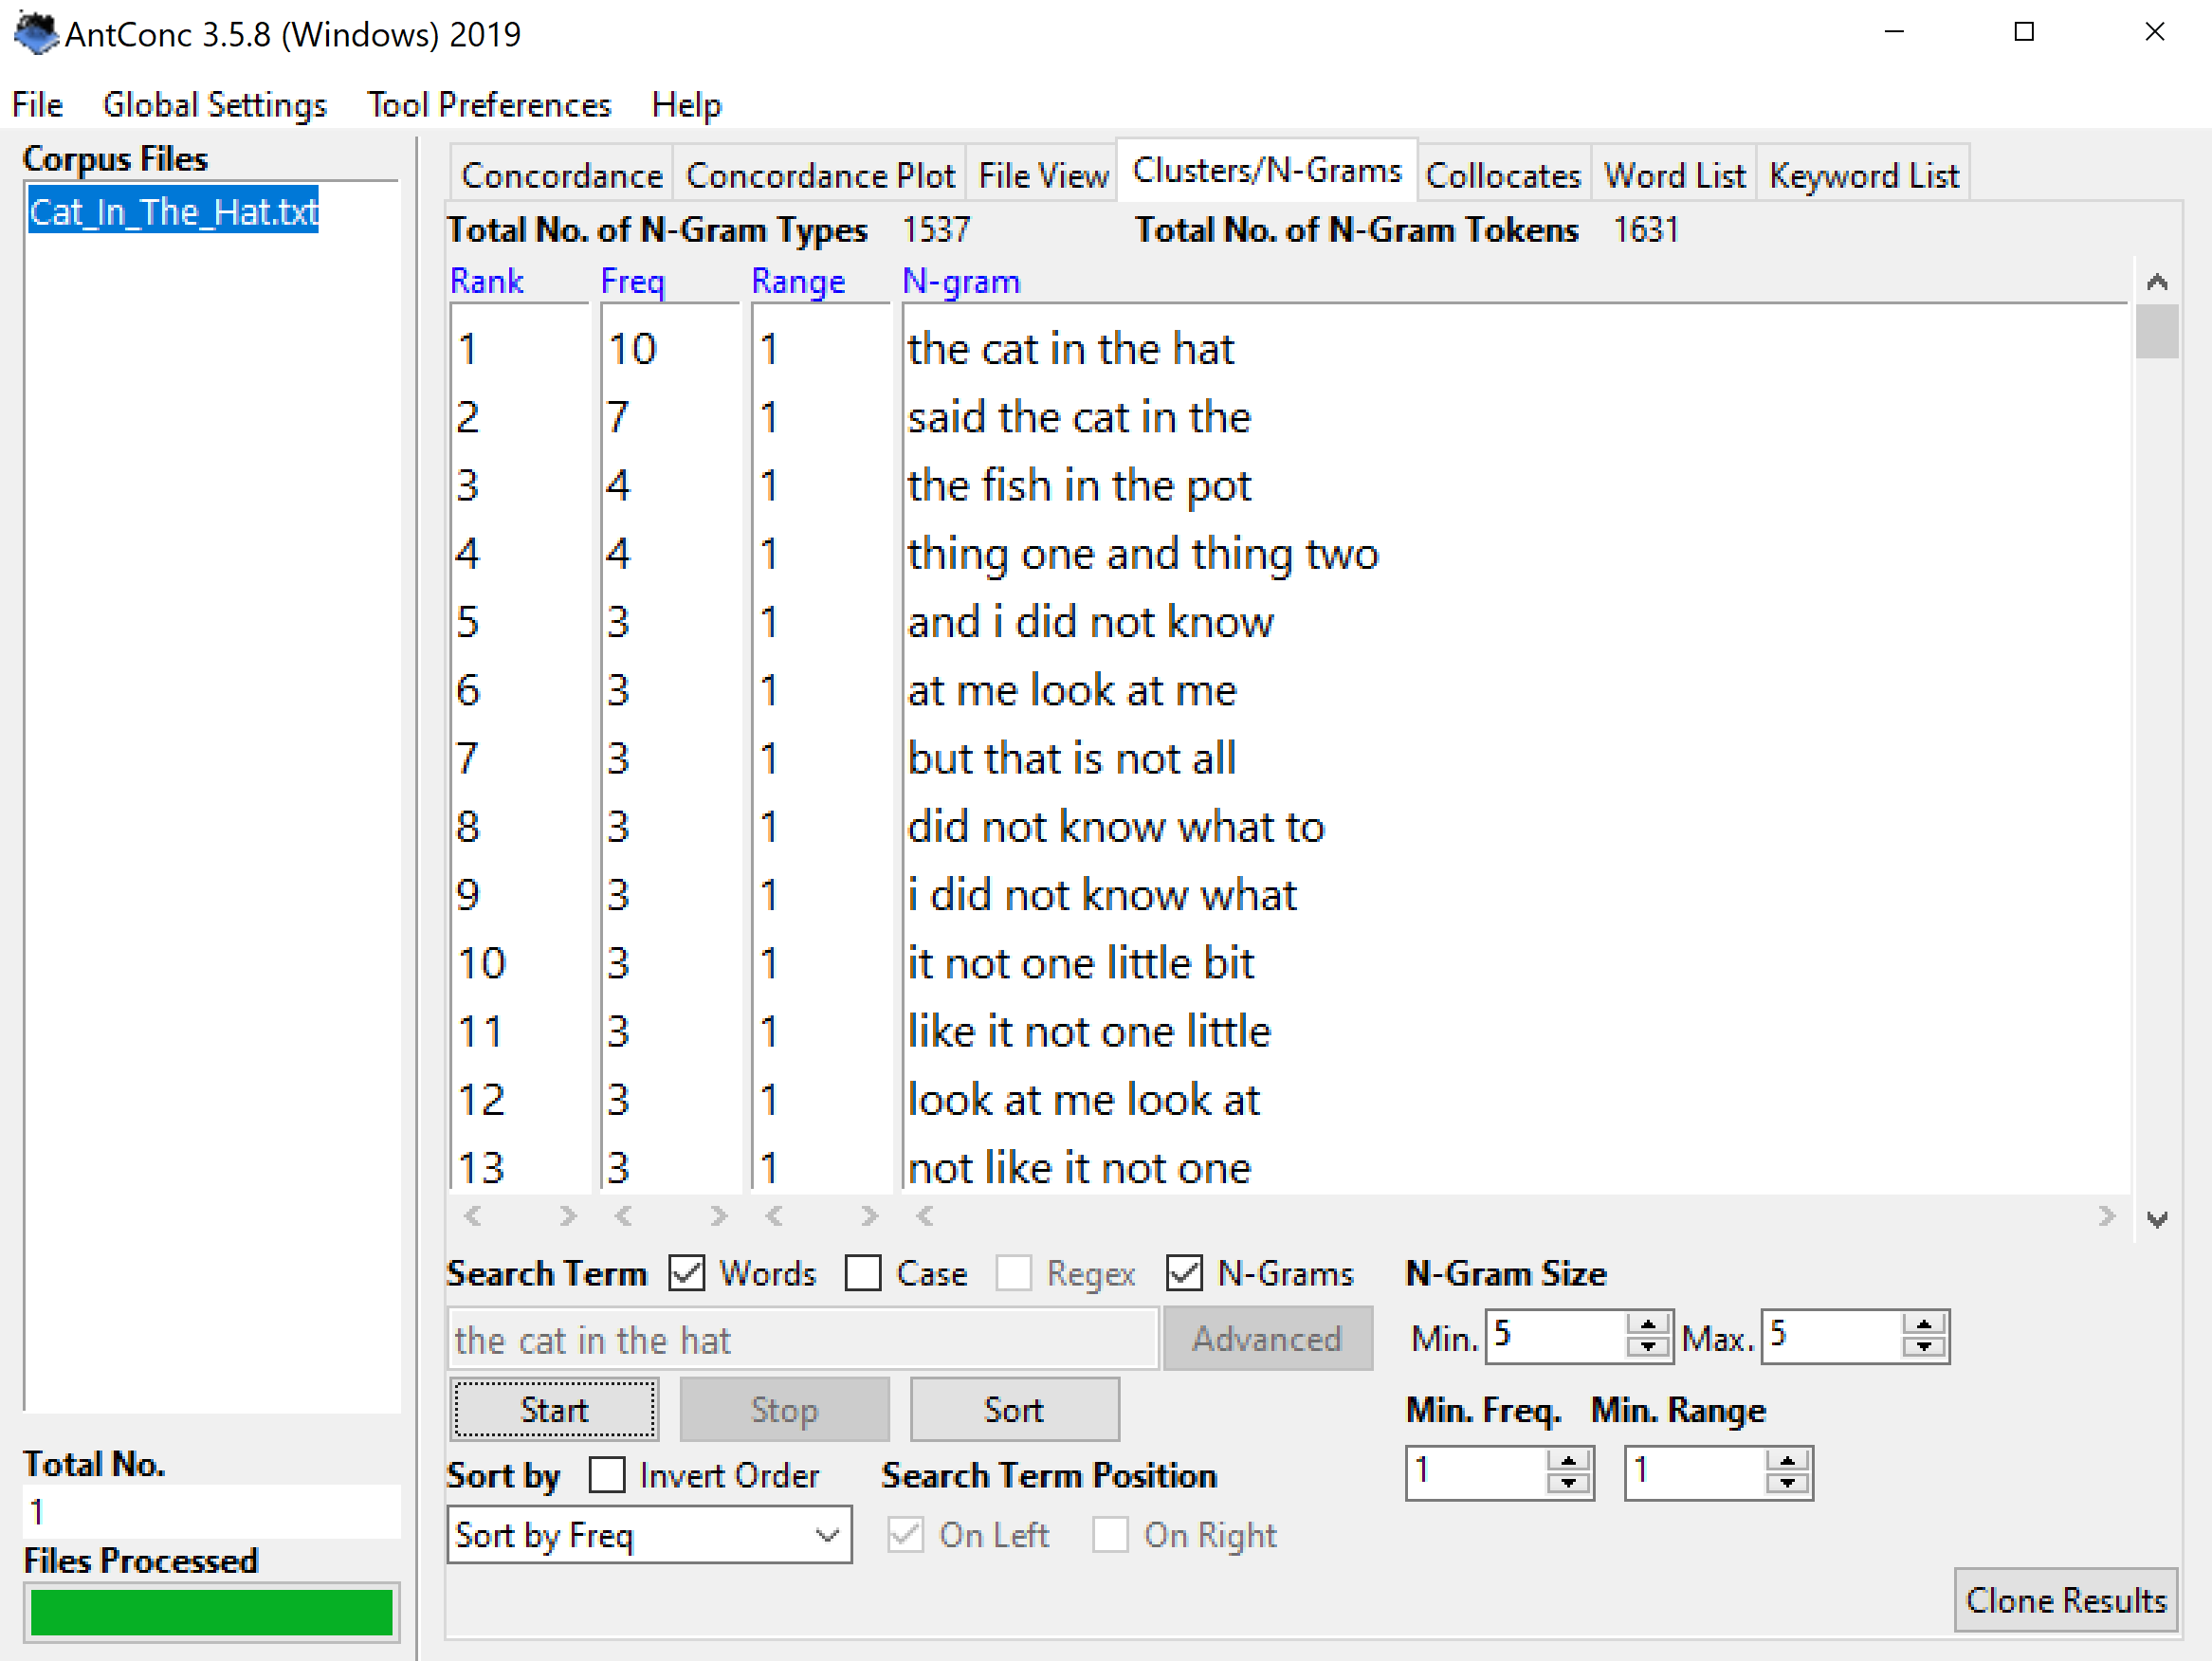 AntConc 3.5.8 (Windows) 2019
File Global Settings Tool Preferences Help
Corpus Files
Cat_In_The_Hat.txt
Concordance Concordance Plot File View Clusters/N-Grams Collocates Word List Keyword List
Total No. of N-Gram Types 1537 Total No. of N-Gram Tokens 1631
Rank Freq Range N-gram
1 10 1 the cat in the hat
2 7 1 said the cat in the
3 4 1 the fish in the pot
4 4 1 thing one and thing two
5 3 1 and i did not know
6 3 1 at me look at me
7 3 1 but that is not all
8 3 1 did not know what to
9 3 1 i did not know what
10 3 1 it not one little bit
11 3 1 like it not one little
12 3 1 look at me look at
13 3 1 not like it not one
Search Term Words Case Regex N-Grams N-Gram Size
the cat in the hat Advanced Min. 5 Max. 5
Start Stop Sort Min. Freq. Min. Range
1 1
Sort by Invert Order Search Term Position
Sort by Freq On Left On Right
Total No.
1
Files Processed
Clone Results